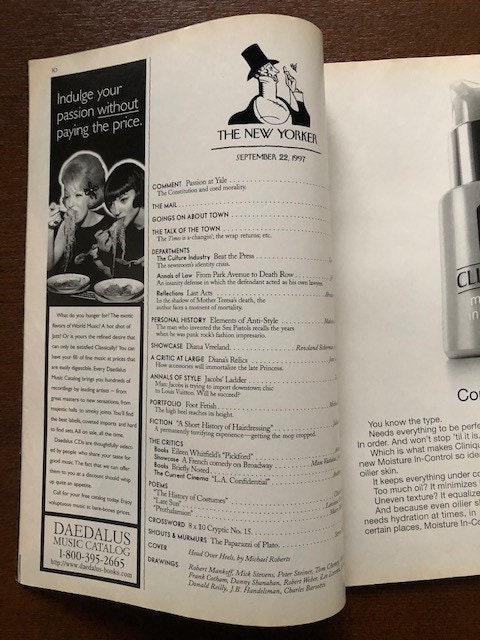 10
Indulge your
passion without
paying the price.
What do you hunger for? The exotic
flavors of World Music? A hot shot of
Jazz? Or a yours the refined desire that
can only be satisfied Classically? You can
have your fill of fine music at prices that
are easily digestible. Every Daedalus
Music Catalog brings you hundreds of
recordings by leading artists — from
great masters to new sensations, from
majestic halls to smoky joints. You'll find
the best labels, coveted imports and hard
to find sets. All on sale, all the time.
Daedalus CDs are thoughtfully select-
ed by people who share your taste for
good music. The fact that we can offer
them to you at a discount should whip
up quite an appetite.
Call for your free catalog today. Enjoy
voluptuous music at bare-bones prices.
DAEDALUS
MUSIC CATALOG
1-800-395-2665
http://www.daedalus-books.com
THE NEW YORKER
SEPTEMBER 22, 1997
COMMENT Passion at Yale
The Constitution and coed morality.
THE MAIL
GOINGS ON ABOUT TOWN
THE TALK OF THE TOWN
The Times is a-changin'; the wrap returns; etc.
DEPARTMENTS
The Culture Industry Beat the Press
The newsroom's identity crisis.
Annals of Law From Park Avenue to Death Row
An insanity defense in which the defendant acted as his own lawyer.
Reflections Last Acts
In the shadow of Mother Teresa's death, the
author faces a moment of mortality.
PERSONAL HISTORY Elements of Anti-Style
The man who invented the Sex Pistols recalls the years
when he was punk rock's fashion impresario.
SHOWCASE Diana Vreeland
A CRITIC AT LARGE Diana's Relics
How accessories will immortalize the late Princess.
ANNALS OF STYLE Jacobs' Ladder
Marc Jacobs is trying to import downtown chic
to Louis Vuitton. Will he succeed?
PORTFOLIO Foot Fetish
The high heel reaches its height.
FICTION "A Short History of Hairdressing"
A permanently terrifying experience—getting the mop cropped.
THE CRITICS
Books Eileen Whitfield's "Pickford"
Showcase A French comedy on Broadway
Books Briefly Noted
The Current Cinema "L.A. Confidential"
POEMS
"The History of Costumes"
"Late Sun"
"Prothalamion"
CROSSWORD 8 x 10 Cryptic No. 15
SHOUTS & MURMURS The Paparazzi of Plato
COVER Head Over Heels, by Michael Roberts
DRAWINGS Robert Mankoff, Mick Stevens, Peter Steiner, Tom
Frank Cotham, Danny Shanahan, Robert Weber, Lee
Donald Reilly, J.B. Handelsman, Charles Barsotti
CLI
m
in
Co
You know the type.
Needs everything to be perfe
In order. And won't stop 'til it is
Which is what makes Cliniqu
new Moisture In-Control so ide
oilier skin.
It keeps everything under co
Too much oil? It minimizes
Uneven texture? It equalize
And because even oilier s
needs hydration at times, in
certain places, Moisture In-Con